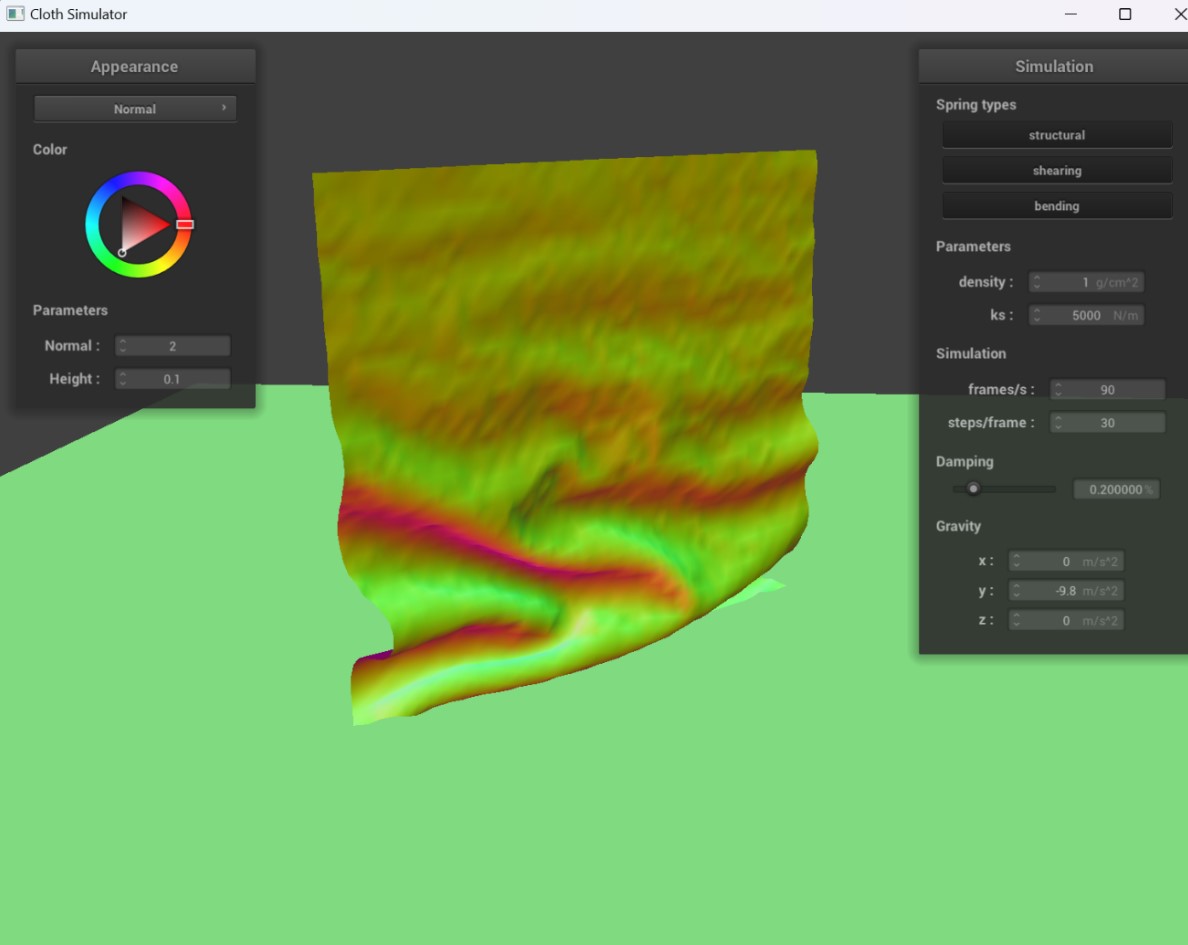 Cloth Simulator
Appearance
Normal
Color
Parameters
Normal : 2
Height : 0.1
Simulation
Spring types
structural
shearing
bending
Parameters
density : 1 g/cm^2
ks : 5000 N/m
Simulation
frames/s : 90
steps/frame : 30
Damping
0.200000 %
Gravity
x : 0 m/s^2
y : -9.8 m/s^2
z : 0 m/s^2